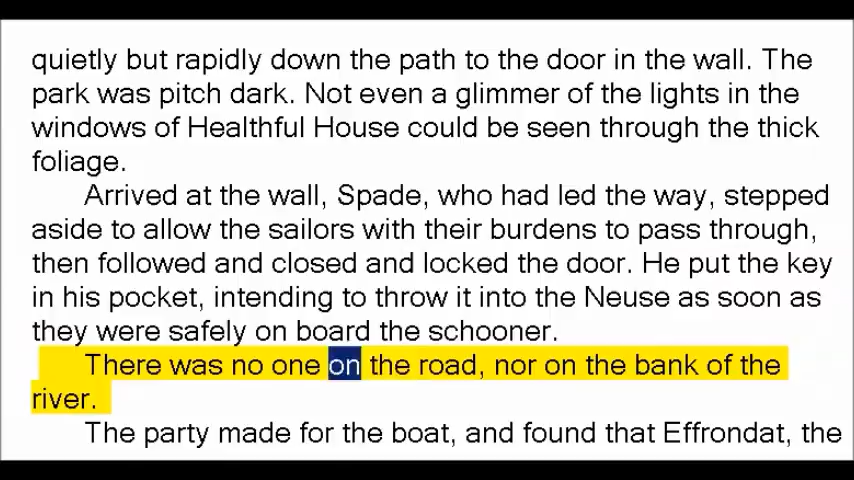 quietly but rapidly down the path to the door in the wall. The
park was pitch dark. Not even a glimmer of the lights in the
windows of Healthful House could be seen through the thick
foliage.
Arrived at the wall, Spade, who had led the way, stepped
aside to allow the sailors with their burdens to pass through,
then followed and closed and locked the door. He put the key
in his pocket, intending to throw it into the Neuse as soon as
they were safely on board the schooner.
There was no one on the road, nor on the bank of the
river.
The party made for the boat, and found that Effrondat, the